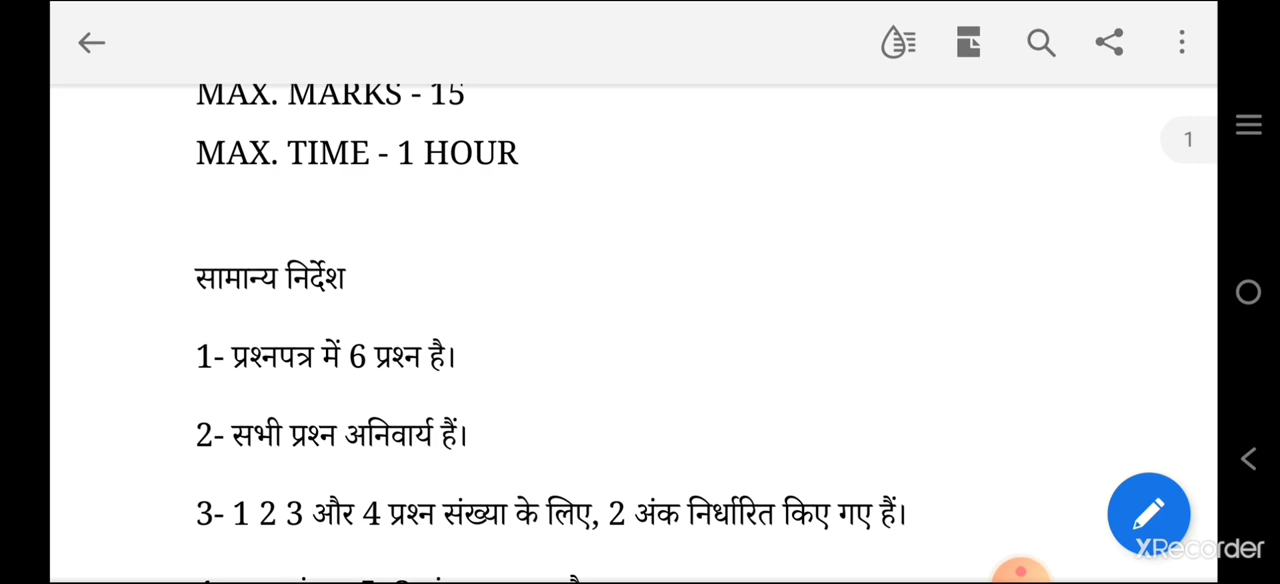 MAX. MARKS - 15
MAX. TIME - 1 HOUR
1
सामान्य निर्देश
1- प्रश्नपत्र में 6 प्रश्न है।
2- सभी प्रश्न अनिवार्य हैं।
3- 1 2 3 और 4 प्रश्न संख्या के लिए, 2 अंक निर्धारित किए गए हैं।
XRecorder